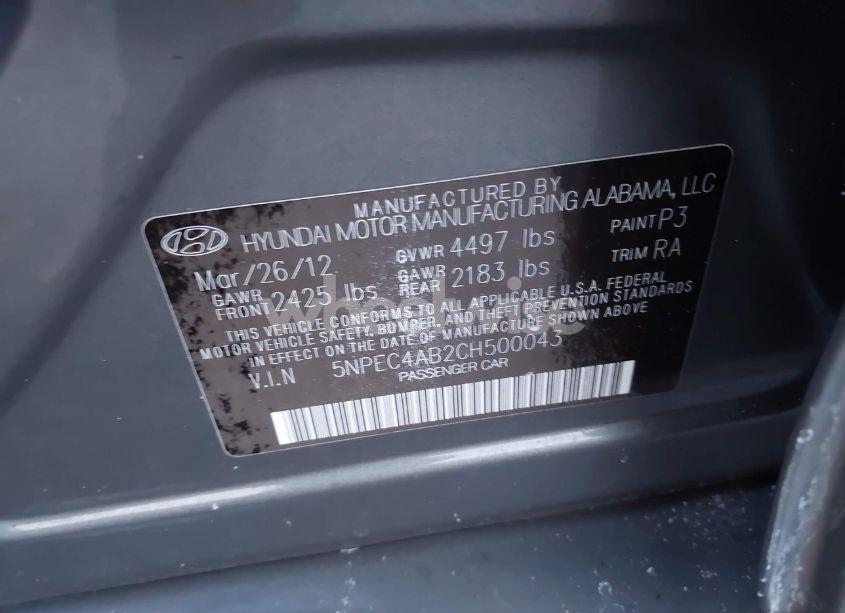 MANUFACTURED BY
HYUNDAI MOTOR MANUFACTURING ALABAMA, LLC
Mar/26/12 GVWR 4497 lbs PAINT P3
GAWR FRONT 2425 lbs GAWR REAR 2183 lbs TRIM RA
THIS VEHICLE CONFORMS TO ALL APPLICABLE U.S.A. FEDERAL
MOTOR VEHICLE SAFETY, BUMPER, AND THEFT PREVENTION STANDARDS
IN EFFECT ON THE DATE OF MANUFACTURE SHOWN ABOVE.
V.I.N 5NPEC4AB2CH500043
PASSENGER CAR